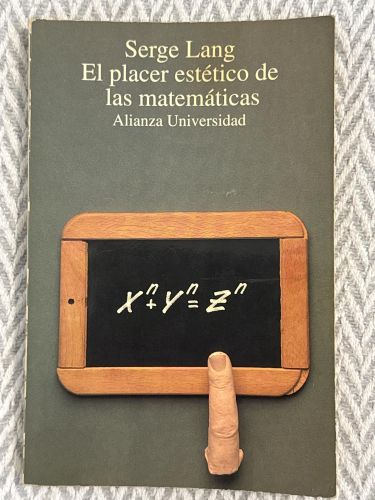 Serge Lang
El placer estético de
las matemáticas
Alianza Universidad
Xⁿ+Yⁿ=Zⁿ